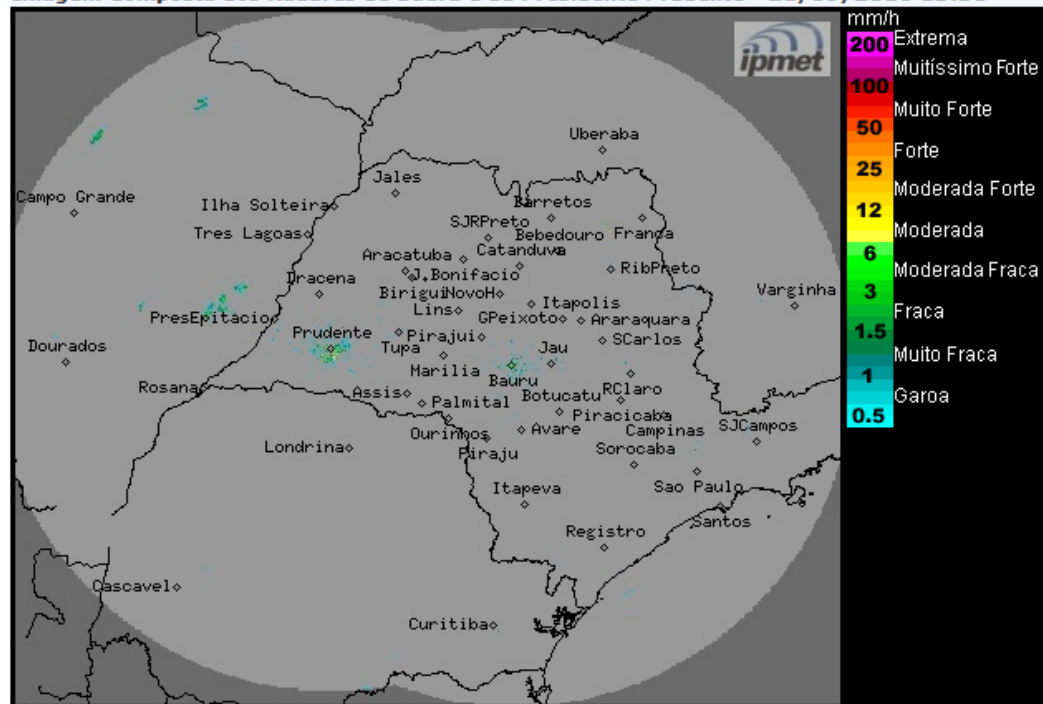 ipmet
mm/h
200 Extrema
Muitíssimo Forte
100
Muito Forte
50
Forte
25
Moderada Forte
12
Moderada
6
Moderada Fraca
3
Fraca
1.5
Muito Fraca
1
Garoa
0.5
Uberaba
Jales
Campo Grande
Ilha Solteira
Barretos
SJRPreto
Franca
Tres Lagoas
Bebedouro
Aracatuba
Catanduva
J.Bonifacio
RibPreto
Dracena
Birigui
NovoH
Itapolis
Varginha
Lins
PresEpitacio
GPeixoto
Araraquara
Prudente
Pirajui
SCarlos
Dourados
Tupa
Jau
Marilia
Bauru
RClaro
Rosana
Assis
Botucatu
Palmital
Piracicaba
Campinas
SJCampos
Ourinhos
Avare
Londrina
Piraju
Sorocaba
Itapeva
Sao Paulo
Santos
Registro
Cascavel
Curitiba